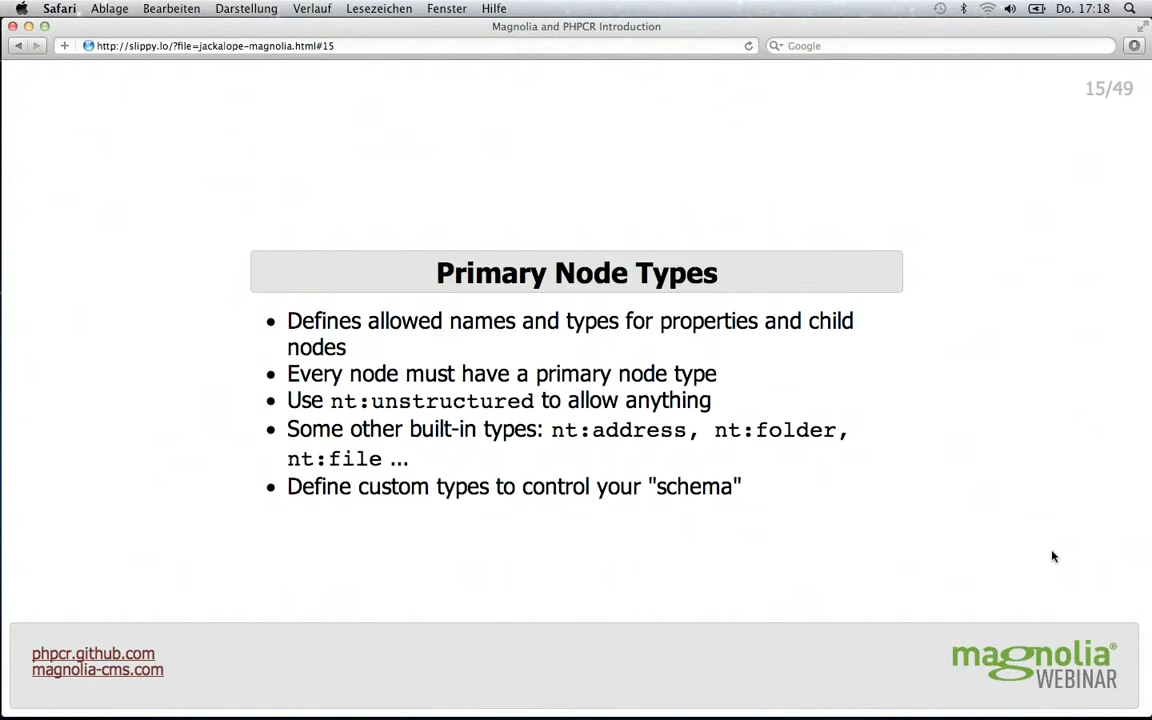 Safari Ablage Bearbeiten Darstellung Verlauf Lesezeichen Fenster Hilfe Do. 17:18
Magnolia and PHPCR Introduction
http://slippy.lo/?file=jackalope-magnolia.html#15 Google
15/49
Primary Node Types
• Defines allowed names and types for properties and child
nodes
• Every node must have a primary node type
• Use nt:unstructured to allow anything
• Some other built-in types: nt:address, nt:folder,
nt:file ...
• Define custom types to control your "schema"
phpcr.github.com
magnolia-cms.com
magnolia®
WEBINAR